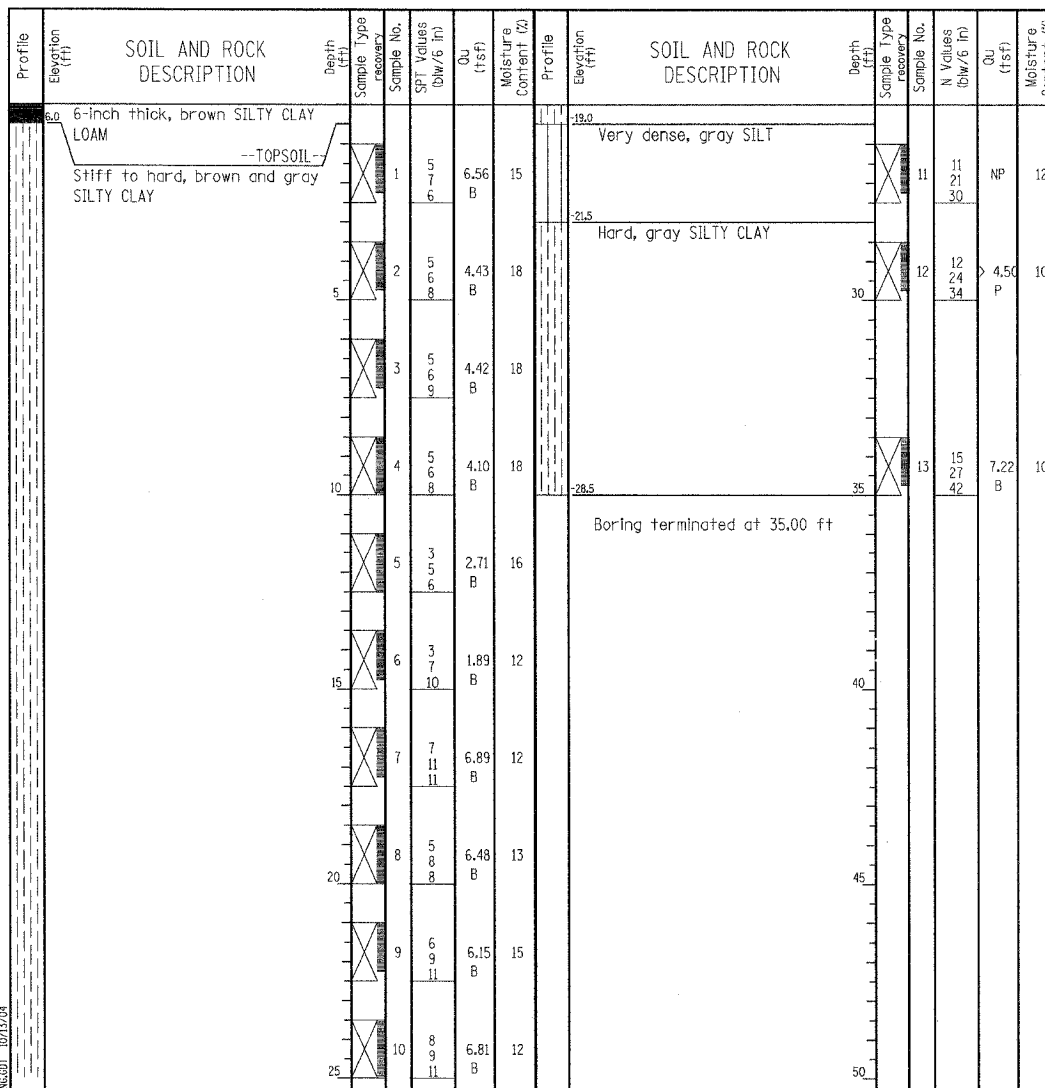 Profile
Elevation (ft)
SOIL AND ROCK
DESCRIPTION
Depth (ft)
Sample Type
recovery
Sample No.
SPT Values
(blw/6 in)
Qu
(tsf)
Moisture
Content (%)
6.0 6-inch thick, brown SILTY CLAY
LOAM
--TOPSOIL--
Stiff to hard, brown and gray
SILTY CLAY
1 5 7 6 6.56 B 15
2 5 6 8 4.43 B 18
5
3 5 6 9 4.42 B 18
4 5 6 8 4.10 B 18
10
5 3 5 6 2.71 B 16
6 3 7 10 1.89 B 12
15
7 7 11 11 6.89 B 12
8 5 8 8 6.48 B 13
20
9 6 9 11 6.15 B 15
10 8 9 11 6.81 B 12
25
Profile
Elevation (ft)
SOIL AND ROCK
DESCRIPTION
Depth (ft)
Sample Type
recovery
Sample No.
N Values
(blw/6 in)
Qu
(tsf)
Moisture
-19.0
Very dense, gray SILT
11 11 21 30 NP 12
-21.5
Hard, gray SILTY CLAY
12 12 24 34 > 4.50 P 10
30
13 15 27 42 7.22 B 10
-28.5 35
Boring terminated at 35.00 ft
40
45
50
10/13/04